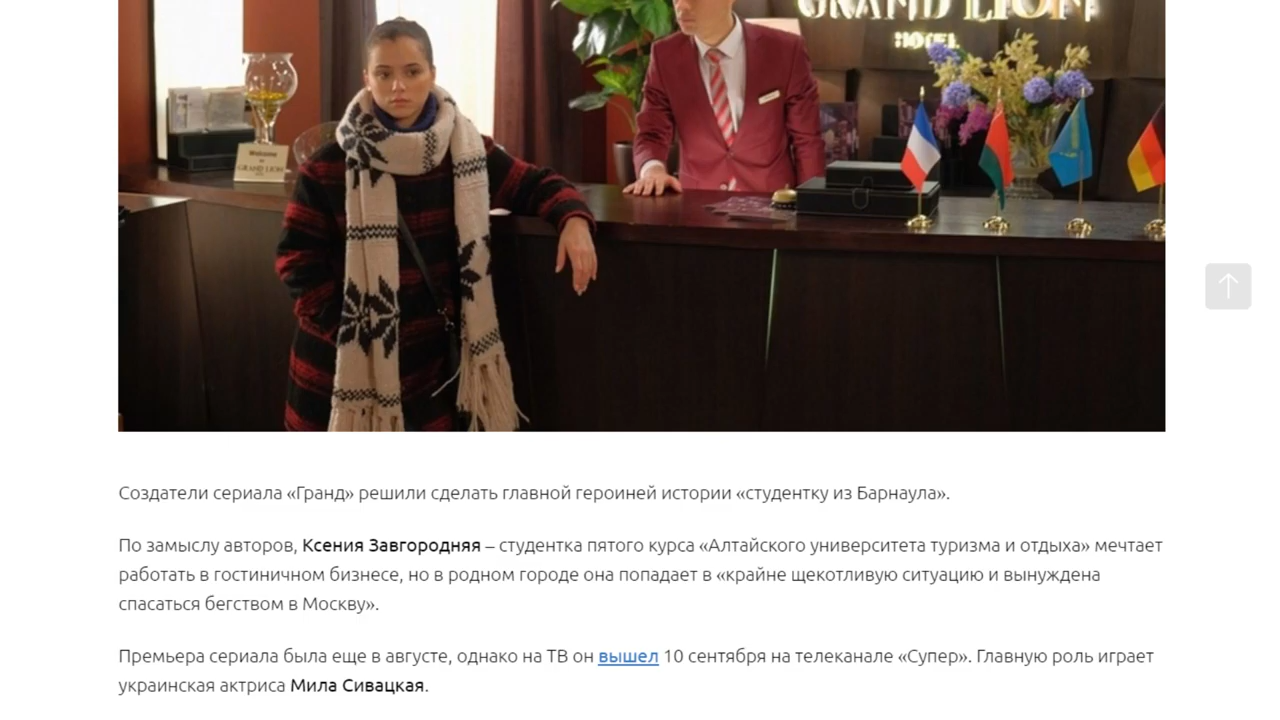 GRAND LION
HOTEL
Welcome
GRAND LION
Создатели сериала «Гранд» решили сделать главной героиней истории «студентку из Барнаула».
По замыслу авторов, Ксения Завгородняя – студентка пятого курса «Алтайского университета туризма и отдыха» мечтает
работать в гостиничном бизнесе, но в родном городе она попадает в «крайне щекотливую ситуацию и вынуждена
спасаться бегством в Москву».
Премьера сериала была еще в августе, однако на ТВ он вышел 10 сентября на телеканале «Супер». Главную роль играет
украинская актриса Мила Сивацкая.